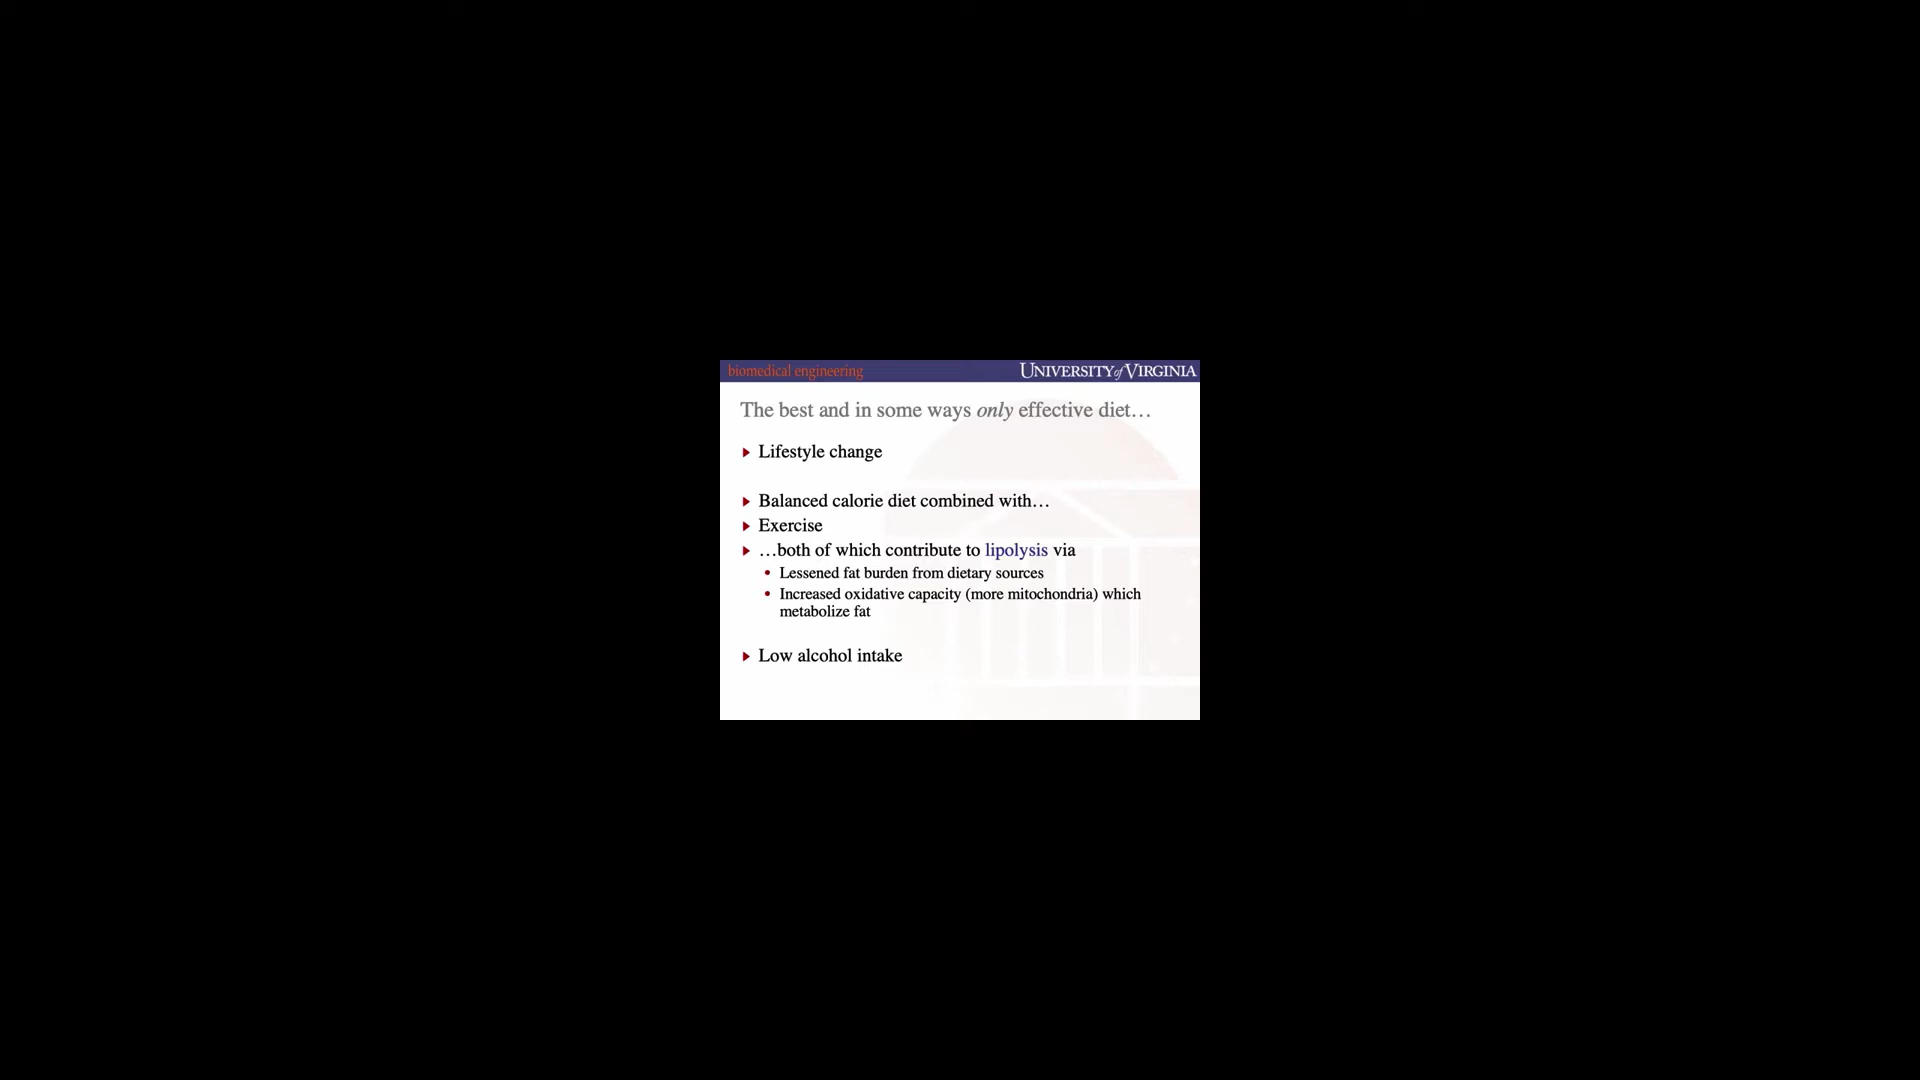 biomedical engineering
UNIVERSITY of VIRGINIA
The best and in some ways only effective diet…
Lifestyle change
Balanced calorie diet combined with…
Exercise
…both of which contribute to lipolysis via
Lessened fat burden from dietary sources
Increased oxidative capacity (more mitochondria) which
metabolize fat
Low alcohol intake